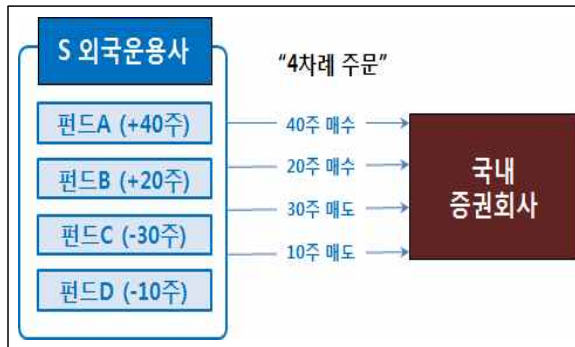 S 외국운용사
"4차례 주문"
펀드A (+40주)
40주 매수
펀드B (+20주)
20주 매수
펀드C (-30주)
30주 매도
펀드D (-10주)
10주 매도
국내
증권회사